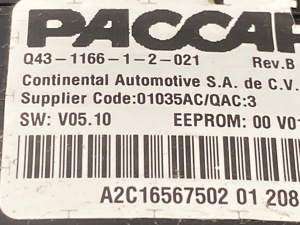 PACCAR
Q43-1166-1-2-021 Rev.B
Continental Automotive S.A. de C.V.
Supplier Code:01035AC/QAC:3
SW: V05.10 EEPROM: 00 V01
A2C16567502 01 208